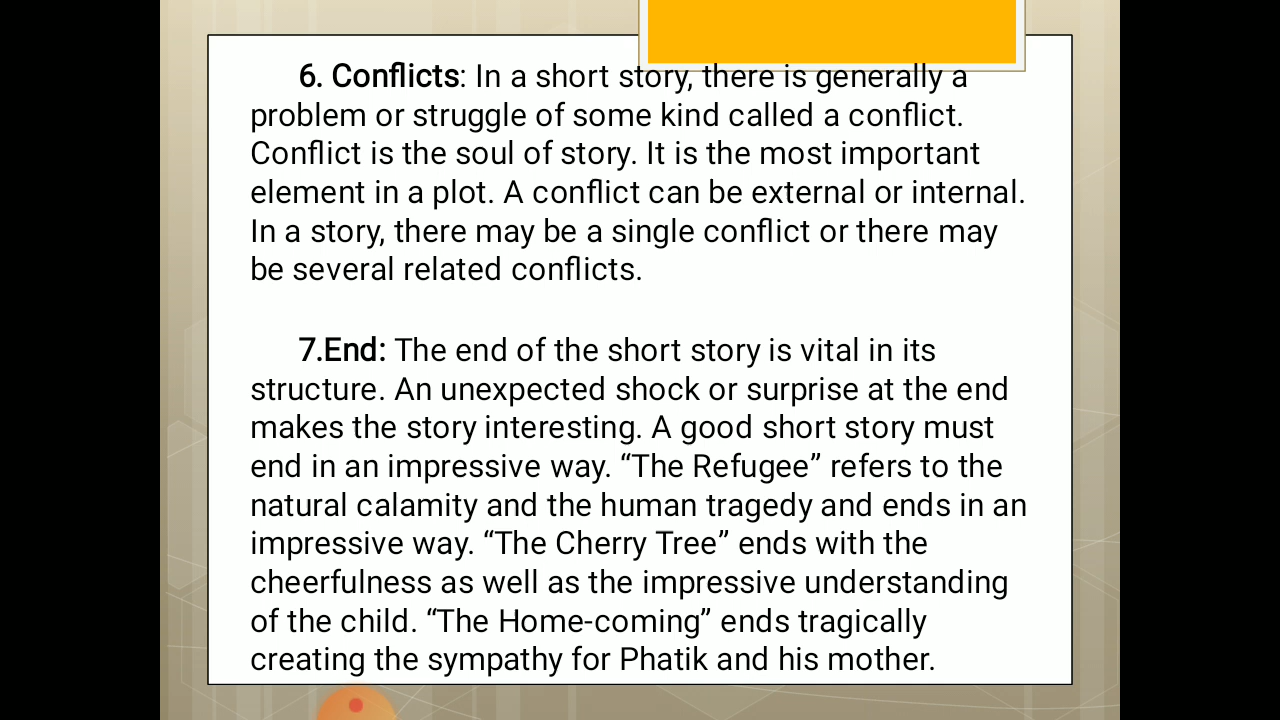 6. Conflicts: In a short story, there is generally a
problem or struggle of some kind called a conflict.
Conflict is the soul of story. It is the most important
element in a plot. A conflict can be external or internal.
In a story, there may be a single conflict or there may
be several related conflicts.
7.End: The end of the short story is vital in its
structure. An unexpected shock or surprise at the end
makes the story interesting. A good short story must
end in an impressive way. “The Refugee” refers to the
natural calamity and the human tragedy and ends in an
impressive way. “The Cherry Tree” ends with the
cheerfulness as well as the impressive understanding
of the child. “The Home-coming” ends tragically
creating the sympathy for Phatik and his mother.